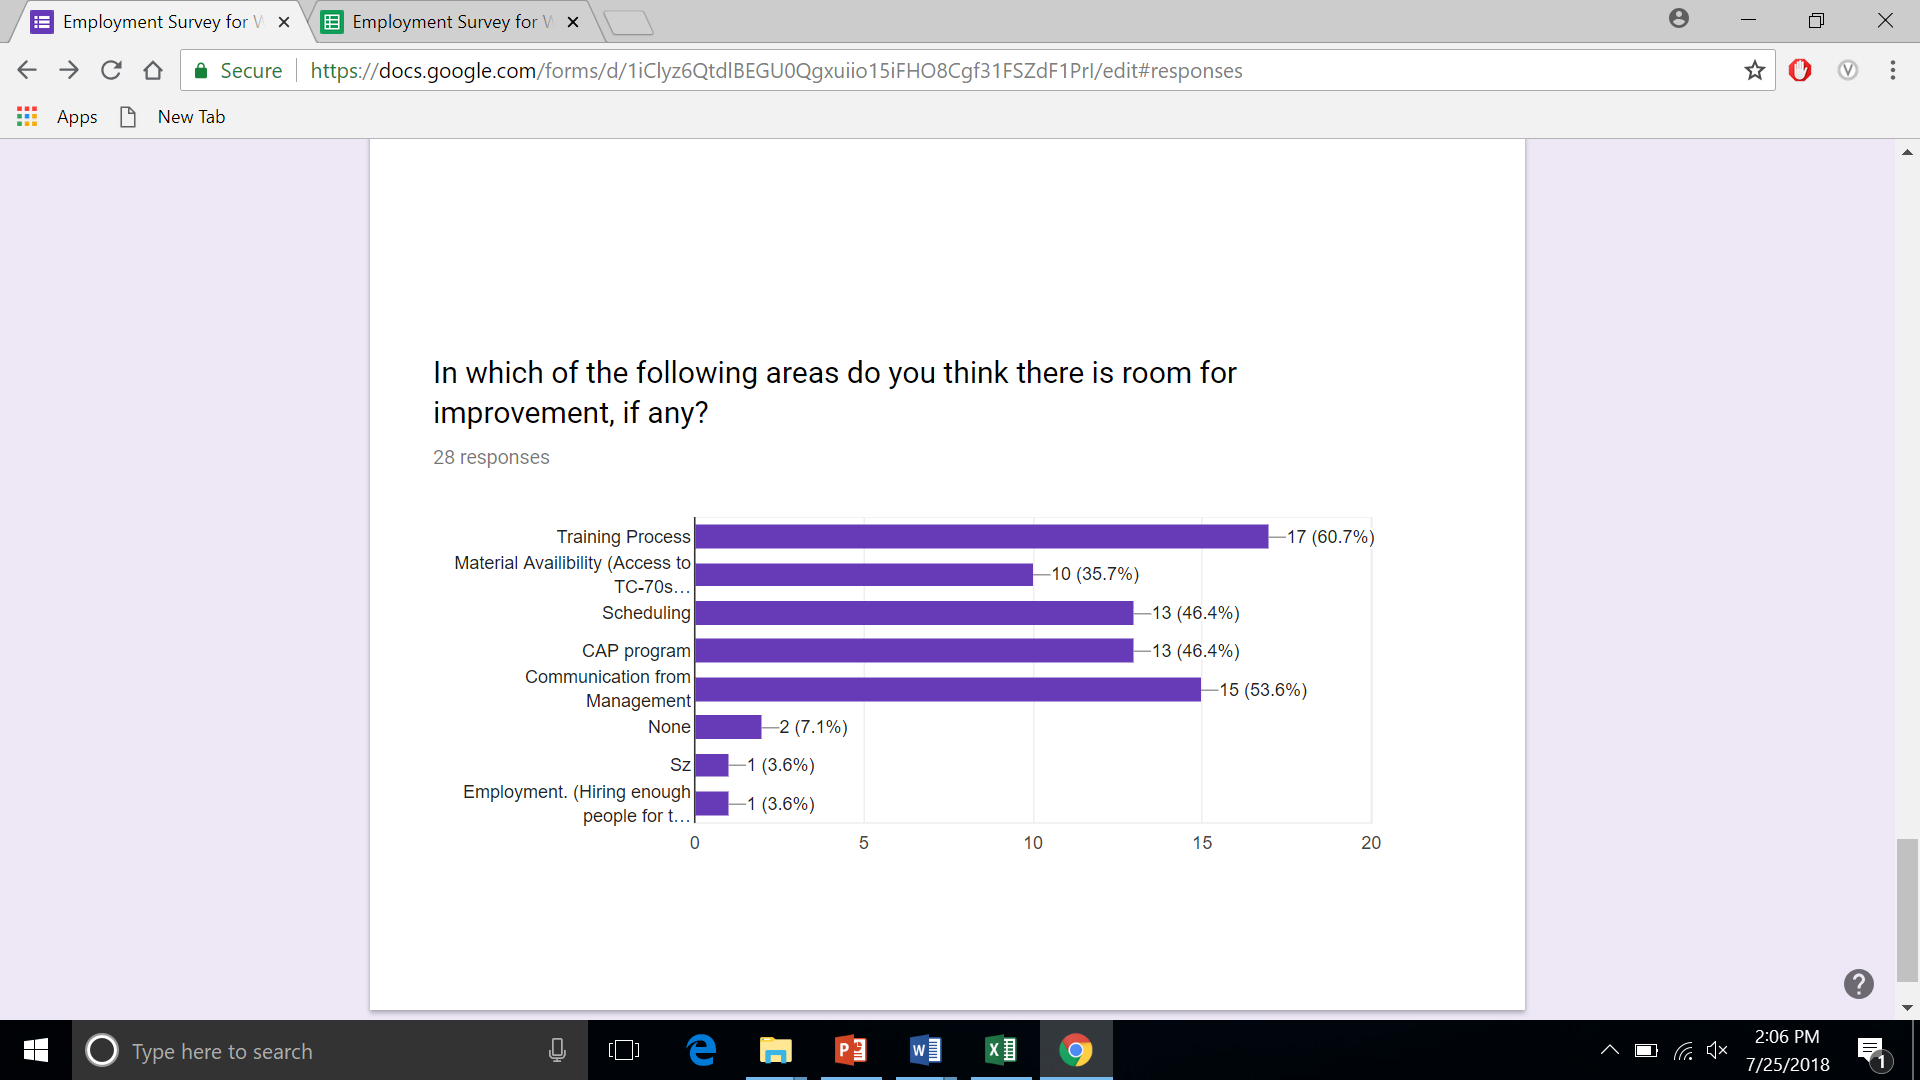 Employment Survey for W
Employment Survey for W
Secure
https://docs.google.com/forms/d/1iClyz6QtdlBEGU0Qgxuiio15iFHO8Cgf31FSZdF1PrI/edit#responses
Apps
New Tab
In which of the following areas do you think there is room for
improvement, if any?
28 responses
Training Process
17 (60.7%)
Material Availibility (Access to
TC-70s…
10 (35.7%)
Scheduling
13 (46.4%)
CAP program
13 (46.4%)
Communication from
Management
15 (53.6%)
None
2 (7.1%)
Sz
1 (3.6%)
Employment. (Hiring enough
people for t…
1 (3.6%)
0 5 10 15 20
Type here to search
2:06 PM
7/25/2018
1